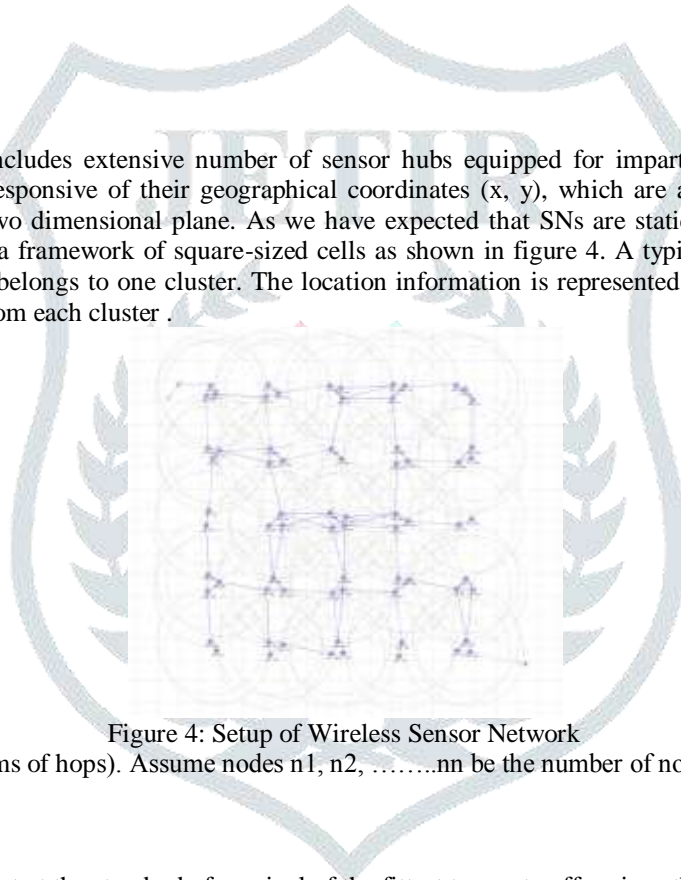 JETIR
ncludes extensive number of sensor hubs equipped for impart
esponsive of their geographical coordinates (x, y), which are a
wo dimensional plane. As we have expected that SNs are static
a framework of square-sized cells as shown in figure 4. A typi
belongs to one cluster. The location information is represented
om each cluster .
Figure 4: Setup of Wireless Sensor Network
ns of hops). Assume nodes n1, n2, ……..nn be the number of no